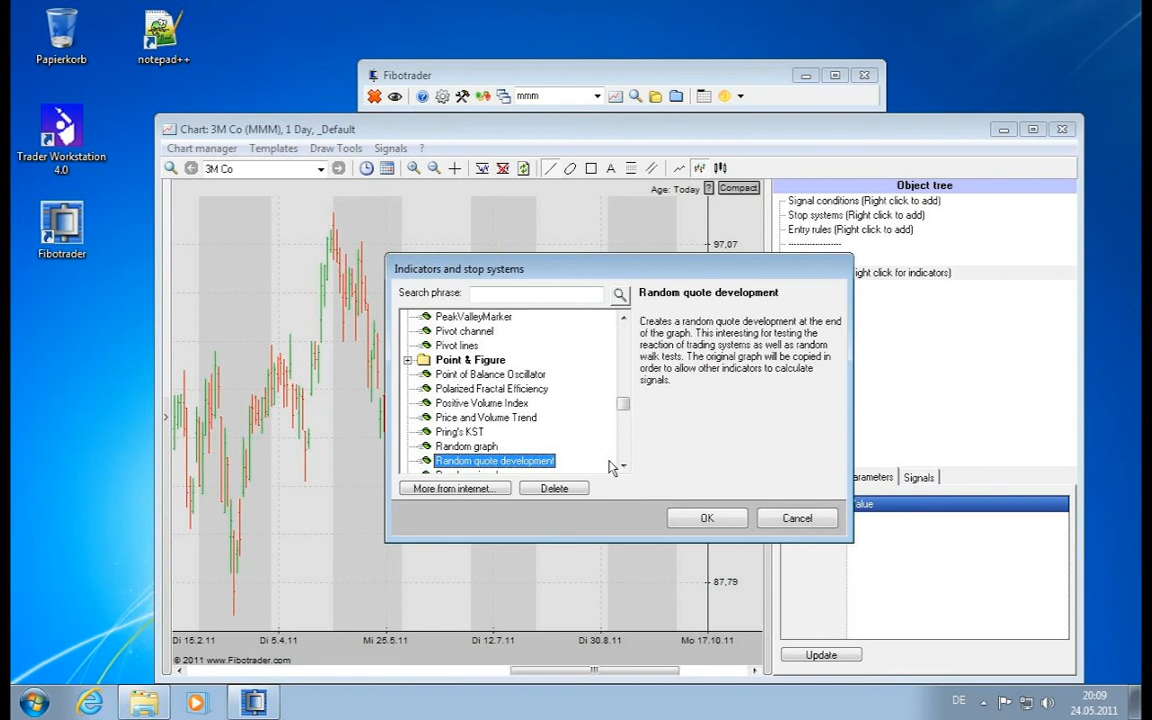 Papierkorb
notepad++
Trader Workstation
4.0
Fibotrader
Fibotrader
mmm
Chart: 3M Co (MMM), 1 Day, _Default
Chart manager Templates Draw Tools Signals ?
3M Co
A
Age: Today ? Compact
97,07
87,79
Di 15.2.11 Di 5.4.11 Mi 25.5.11 Di 12.7.11 Di 30.8.11 Mo 17.10.11
© 2011 www.Fibotrader.com
Object tree
Signal conditions (Right click to add)
Stop systems (Right click to add)
Entry rules (Right click to add)
--------------------
ight click for indicators)
arameters Signals
alue
Update
Indicators and stop systems
Search phrase:
PeakValleyMarker
Pivot channel
Pivot lines
Point & Figure
Point of Balance Oscillator
Polarized Fractal Efficiency
Positive Volume Index
Price and Volume Trend
Pring's KST
Random graph
Random quote development
More from internet... Delete
Random quote development
Creates a random quote development at the end
of the graph. This interesting for testing the
reaction of trading systems as well as random
walk tests. The original graph will be copied in
order to allow other indicators to calculate
signals.
OK Cancel
DE
20:09
24.05.2011